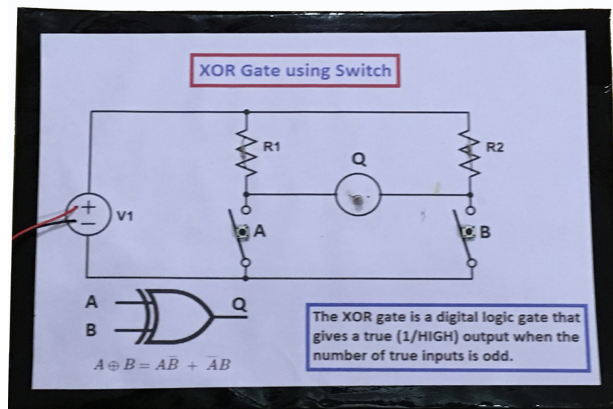 XOR Gate using Switch
R1
R2
Q
+
−
V1
A
B
A
B
Q
A ⊕ B = AB̅ + A̅B
The XOR gate is a digital logic gate that
gives a true (1/HIGH) output when the
number of true inputs is odd.